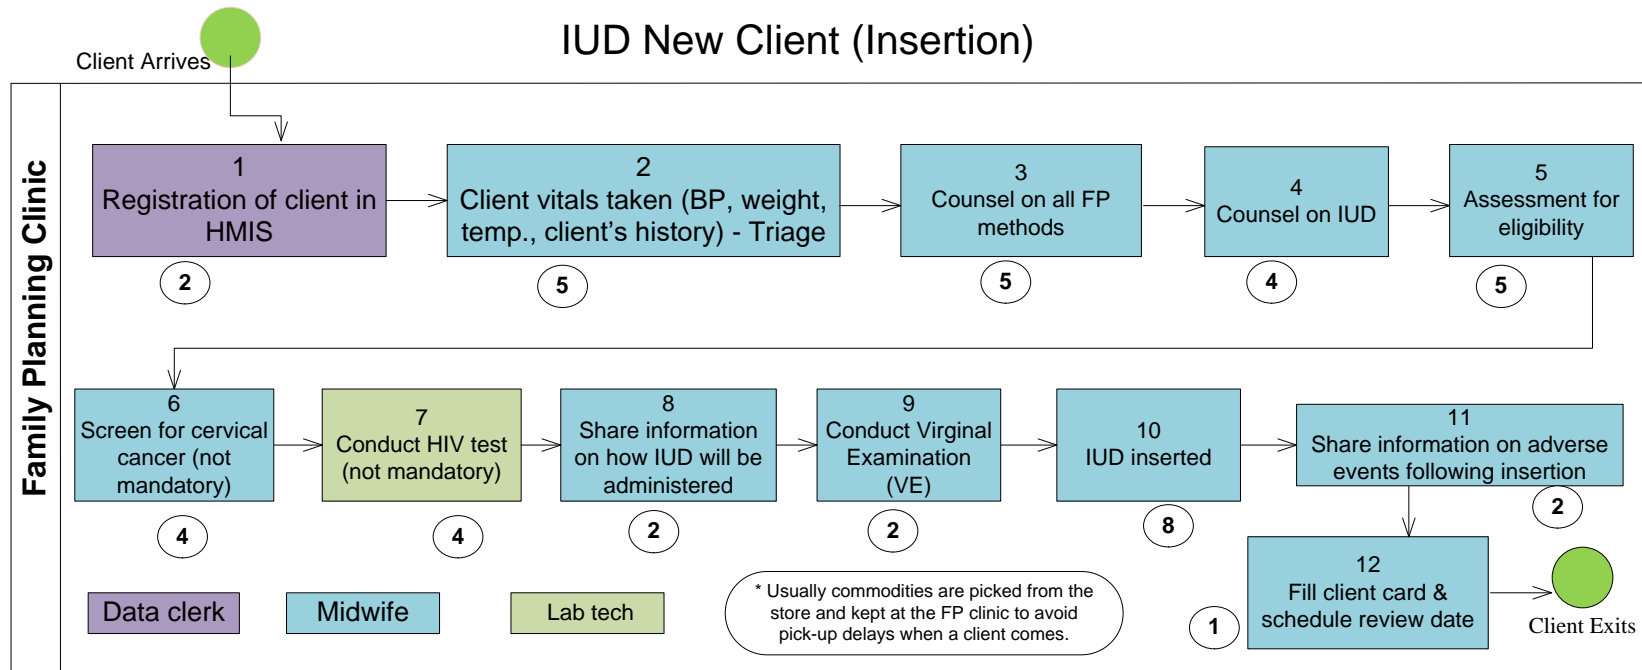 IUD New Client (Insertion)
Client Arrives
Family Planning Clinic
1
Registration of client in
HMIS
2
2
Client vitals taken (BP, weight,
temp., client's history) - Triage
5
3
Counsel on all FP
methods
5
4
Counsel on IUD
4
5
Assessment for
eligibility
5
6
Screen for cervical
cancer (not
mandatory)
4
7
Conduct HIV test
(not mandatory)
4
8
Share information
on how IUD will be
administered
2
9
Conduct Virginal
Examination
(VE)
2
10
IUD inserted
8
11
Share information on adverse
events following insertion
2
12
Fill client card &
schedule review date
1
Client Exits
Data clerk
Midwife
Lab tech
* Usually commodities are picked from the
store and kept at the FP clinic to avoid
pick-up delays when a client comes.